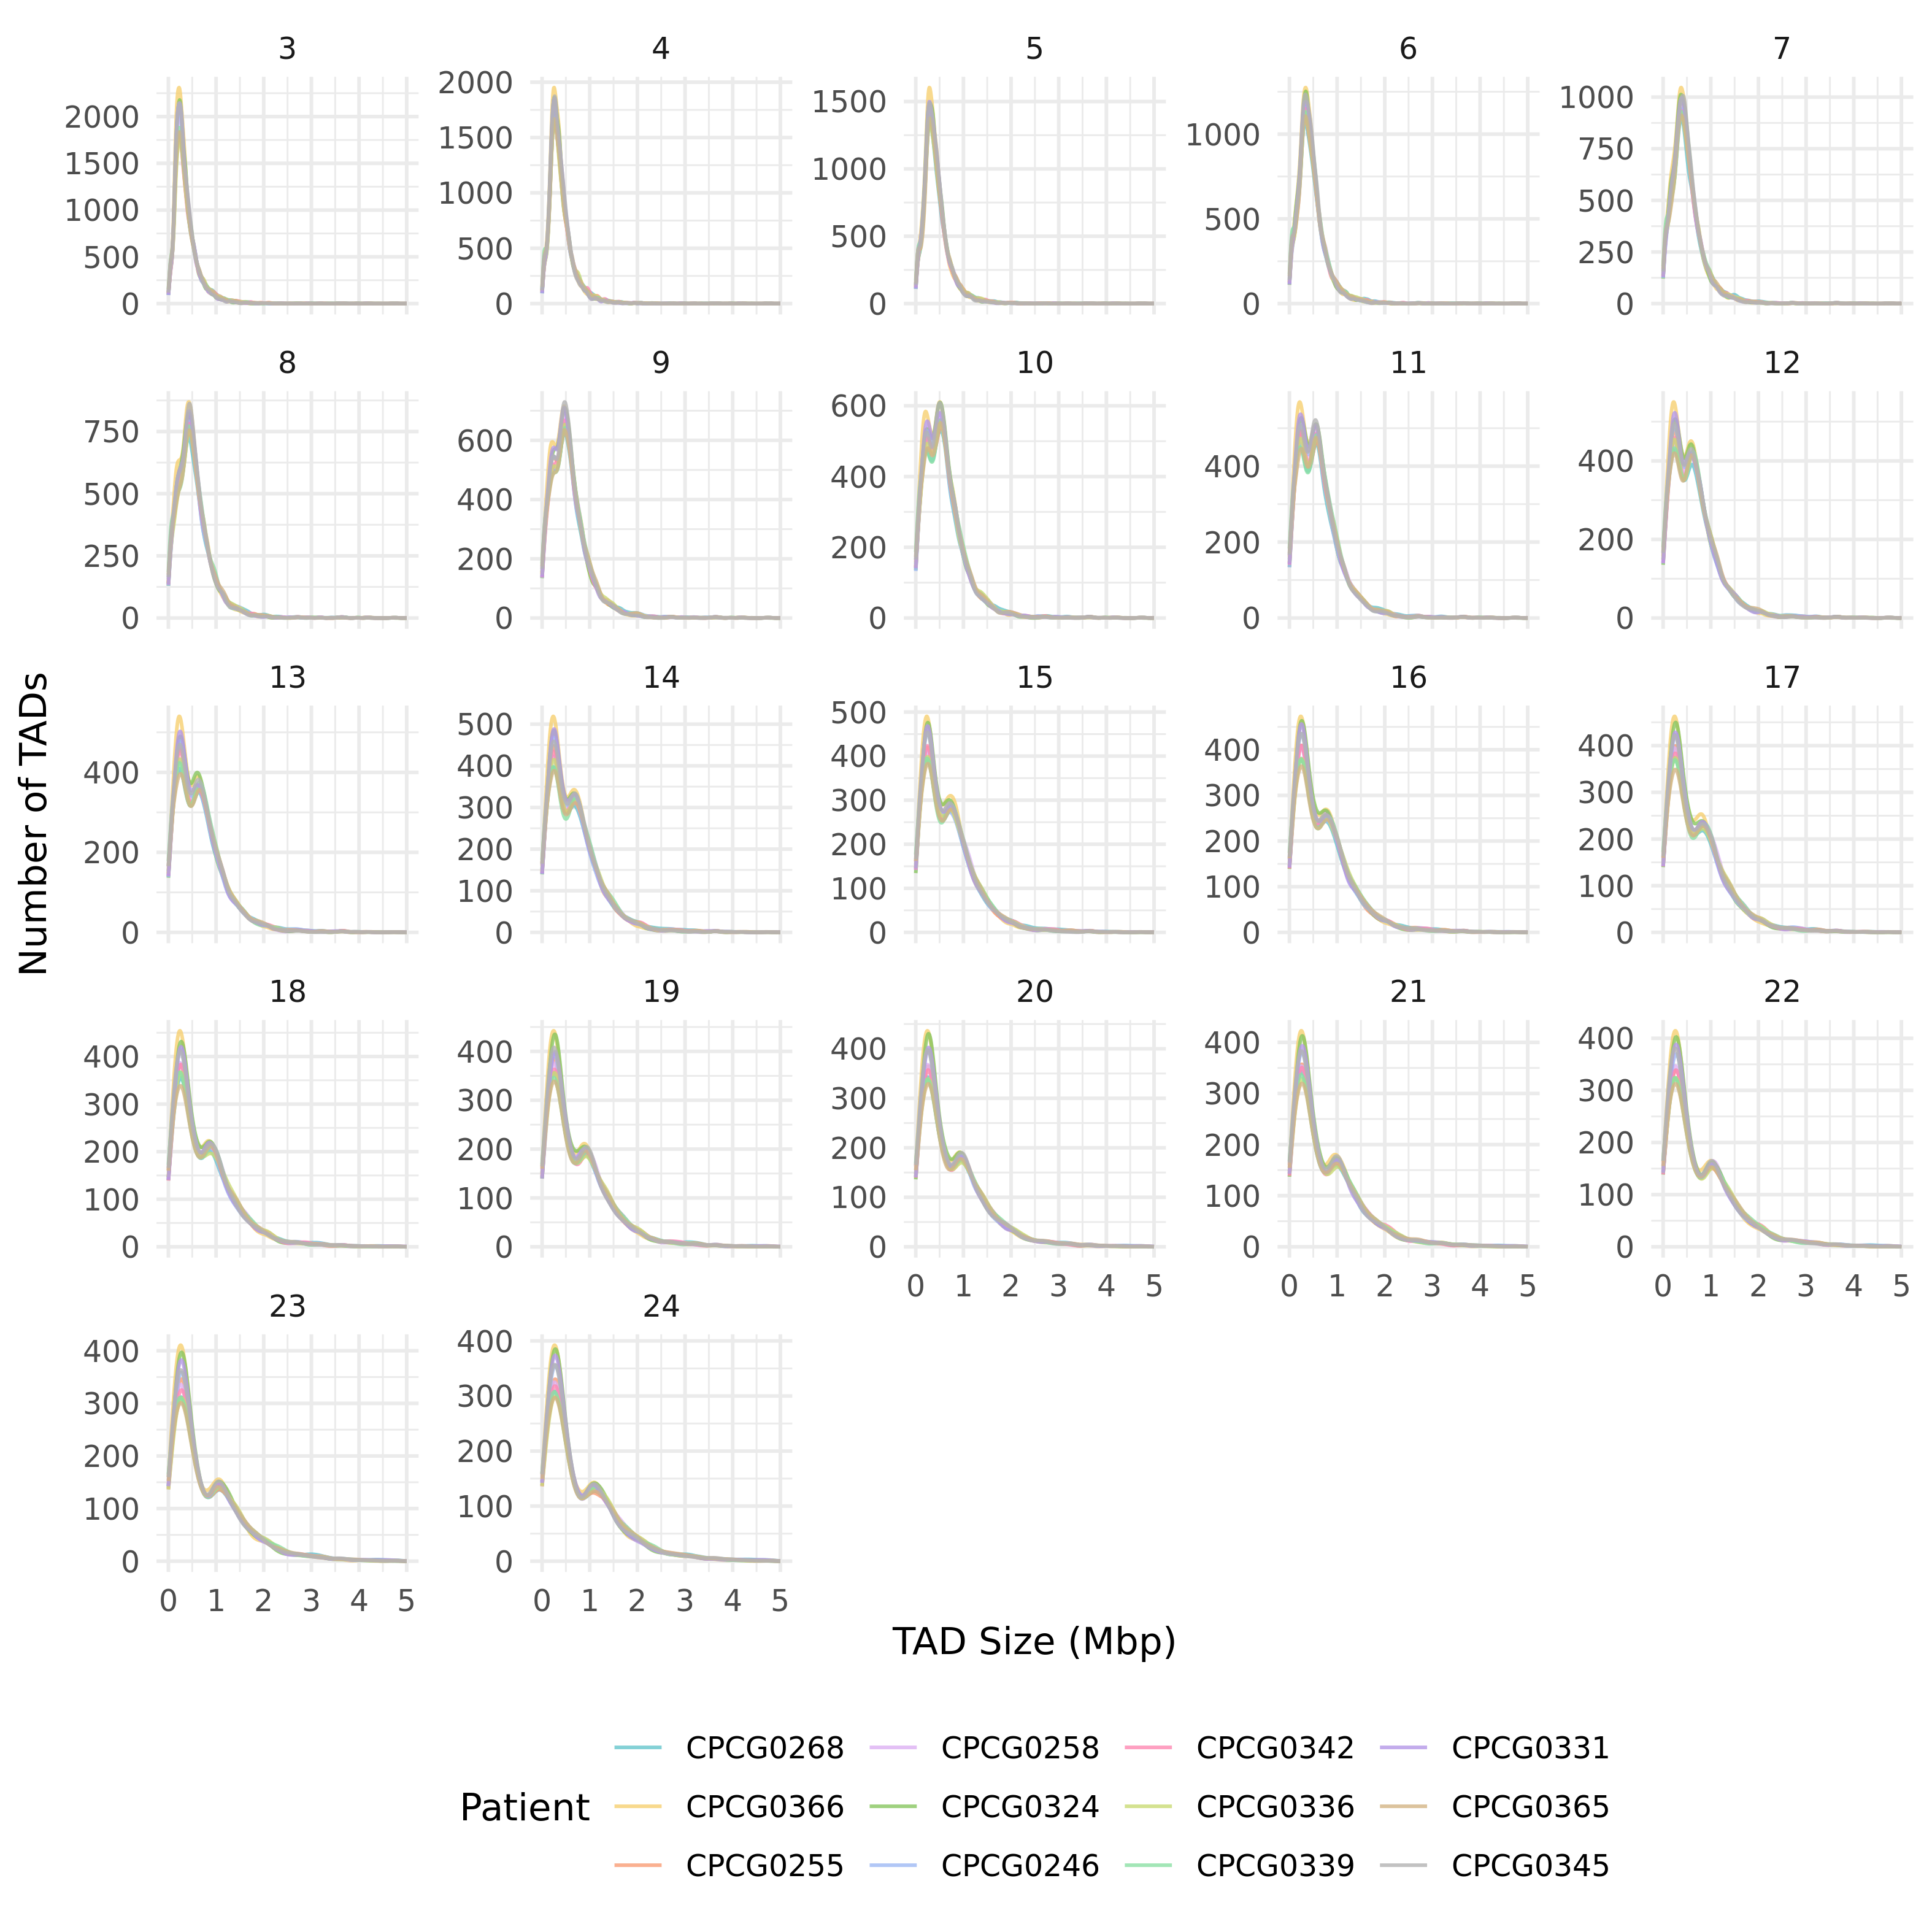 3 4 5 6 7
2000 1500 1000 500 0
2000 1500 1000 500 0
1500 1000 500 0
1000 500 0
1000 750 500 250 0
8 9 10 11 12
750 500 250 0
600 400 200 0
600 400 200 0
400 200 0
400 200 0
Number of TADs
13 14 15 16 17
400 200 0
500 400 300 200 100 0
500 400 300 200 100 0
400 300 200 100 0
400 300 200 100 0
18 19 20 21 22
400 300 200 100 0
400 300 200 100 0
400 300 200 100 0
400 300 200 100 0
400 300 200 100 0
0 1 2 3 4 5
0 1 2 3 4 5
0 1 2 3 4 5
23 24
400 300 200 100 0
400 300 200 100 0
0 1 2 3 4 5
0 1 2 3 4 5
TAD Size (Mbp)
Patient
CPCG0268 CPCG0258 CPCG0342 CPCG0331
CPCG0366 CPCG0324 CPCG0336 CPCG0365
CPCG0255 CPCG0246 CPCG0339 CPCG0345